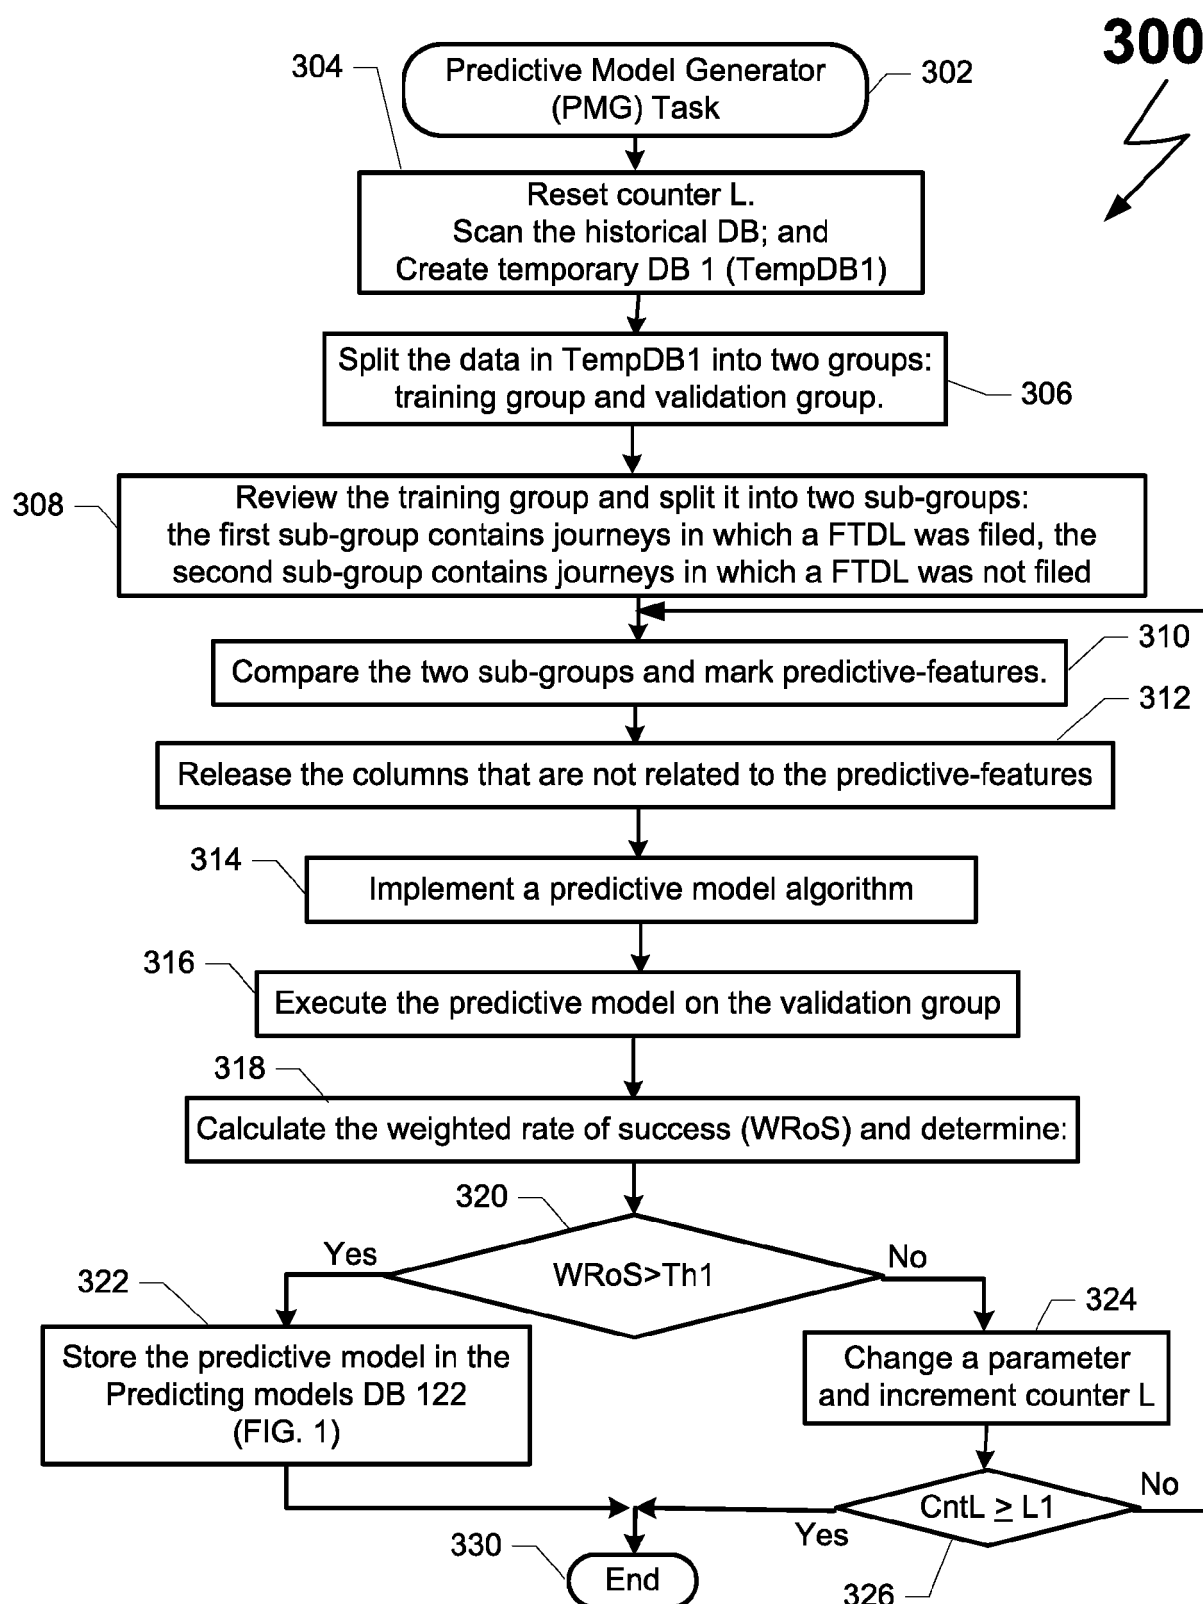 300
304
Predictive Model Generator
(PMG) Task
302
Reset counter L.
Scan the historical DB; and
Create temporary DB 1 (TempDB1)
Split the data in TempDB1 into two groups:
training group and validation group.
306
308
Review the training group and split it into two sub-groups:
the first sub-group contains journeys in which a FTDL was filed, the
second sub-group contains journeys in which a FTDL was not filed
310
Compare the two sub-groups and mark predictive-features.
312
Release the columns that are not related to the predictive-features
314
Implement a predictive model algorithm
316
Execute the predictive model on the validation group
318
Calculate the weighted rate of success (WRoS) and determine:
320
Yes
WRoS>Th1
No
322
Store the predictive model in the
Predicting models DB 122
(FIG. 1)
324
Change a parameter
and increment counter L
CntL ≥ L1
No
Yes
326
330
End